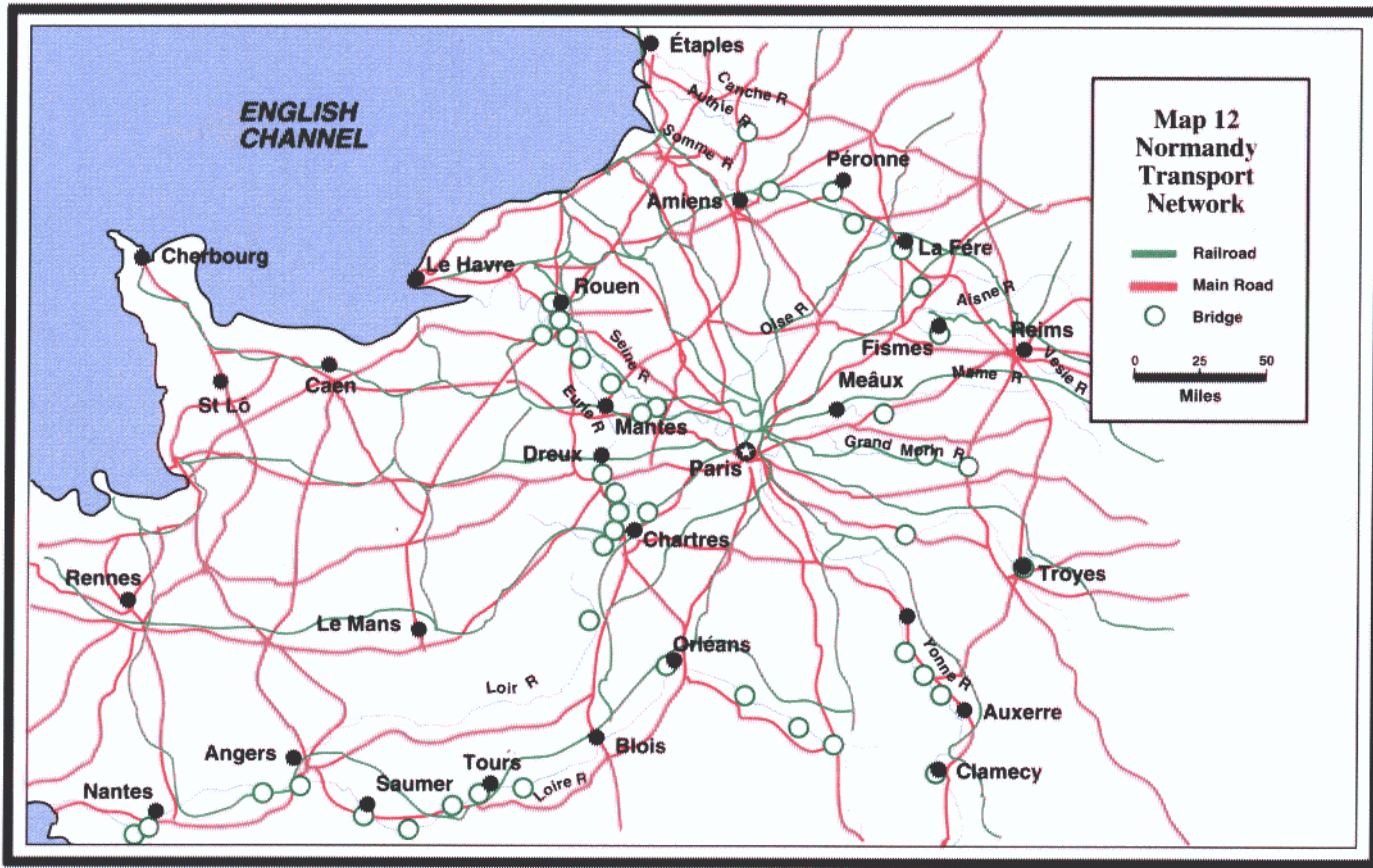 Étaples
Canche R
Authie R
ENGLISH
CHANNEL
Somme R
Map 12
Normandy
Transport
Network
Péronne
Amiens
La Fere
Railroad
Cherbourg
Le Havre
Rouen
Main Road
Aisne R
Oise R
Bridge
Reims
Seine R
Fismes
Vesle R
0 25 50
Miles
Caen
Meâux
Marne R
St Lô
Eurle R
Mantes
Grand Morin R
Dreux
Paris
Chartres
Troyes
Rennes
Le Mans
Orléans
Yonne R
Loir R
Auxerre
Blois
Angers
Tours
Saumer
Loire R
Clamecy
Nantes